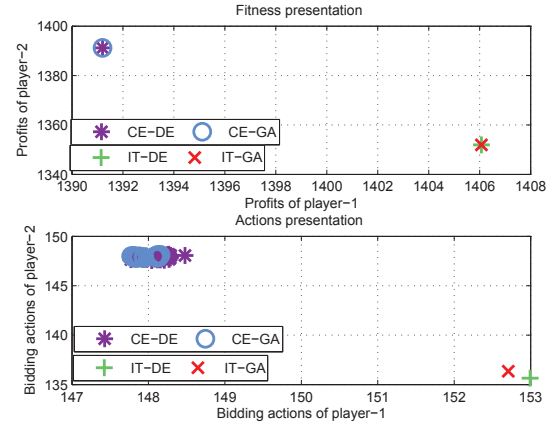 Fitness presentation
1400
1380
1360
1340
Profits of player−2
CE−DE CE−GA
IT−DE IT−GA
1390 1392 1394 1396 1398 1400 1402 1404 1406 1408
Profits of player−1
Actions presentation
150
145
140
135
Bidding actions of player−2
CE−DE CE−GA
IT−DE IT−GA
147 148 149 150 151 152 153
Bidding actions of player−1